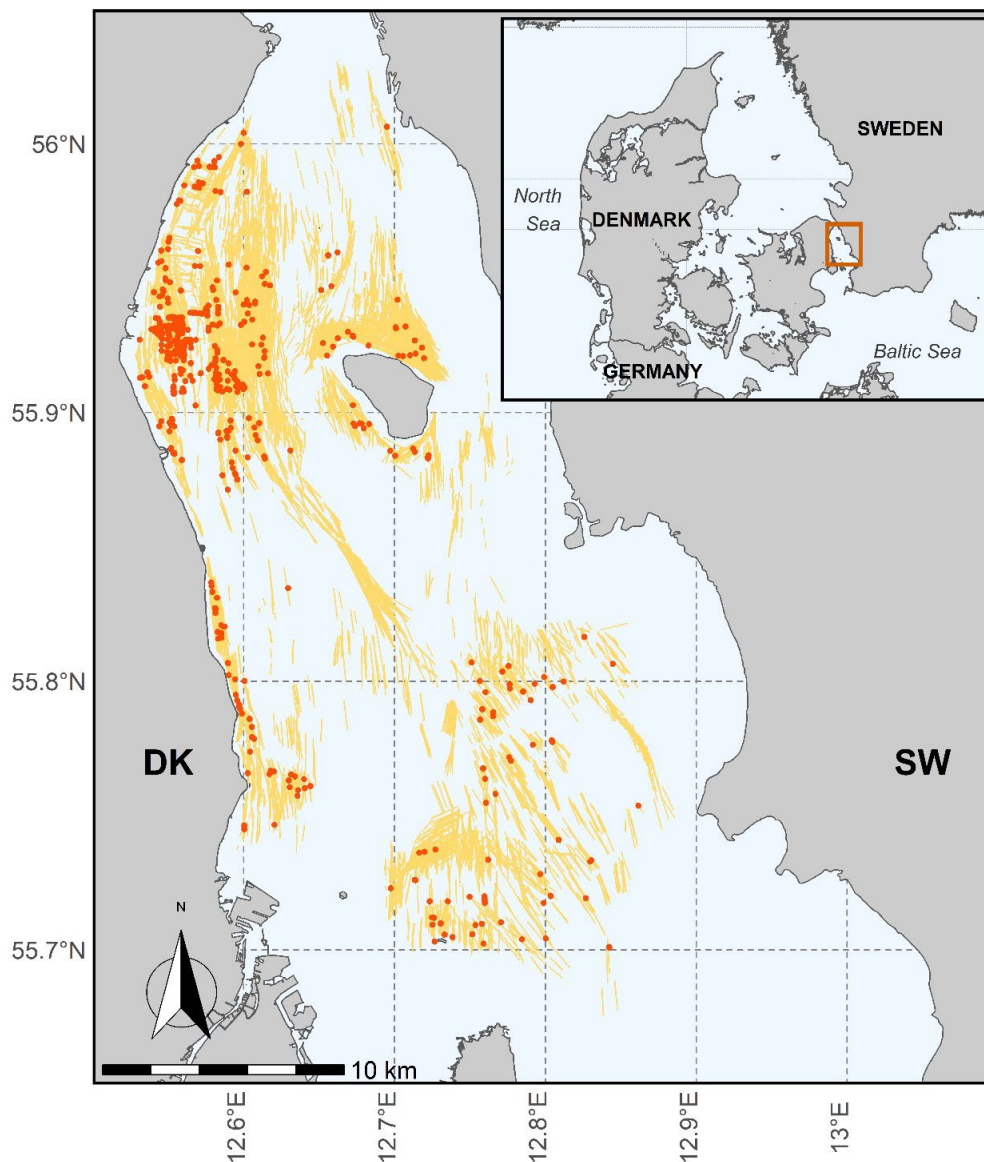 56°N
55.9°N
55.8°N
55.7°N
SWEDEN
North
Sea
DENMARK
Baltic Sea
GERMANY
DK
SW
N
10 km
12.6°E
12.7°E
12.8°E
12.9°E
13°E